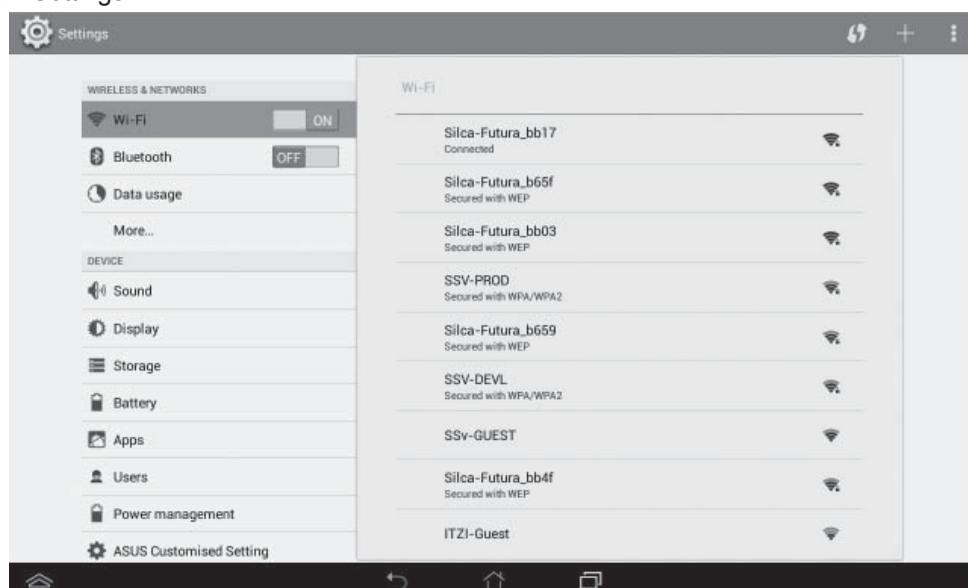 Settings
WIRELESS & NETWORKS
Wi-Fi ON
Bluetooth OFF
Data usage
More...
DEVICE
Sound
Display
Storage
Battery
Apps
Users
Power management
ASUS Customised Setting
Wi-Fi
Silca-Futura_bb17
Connected
Silca-Futura_b65f
Secured with WEP
Silca-Futura_bb03
Secured with WEP
SSV-PROD
Secured with WPA/WPA2
Silca-Futura_b659
Secured with WEP
SSV-DEVL
Secured with WPA/WPA2
SSv-GUEST
Silca-Futura_bb4f
Secured with WEP
ITZI-Guest